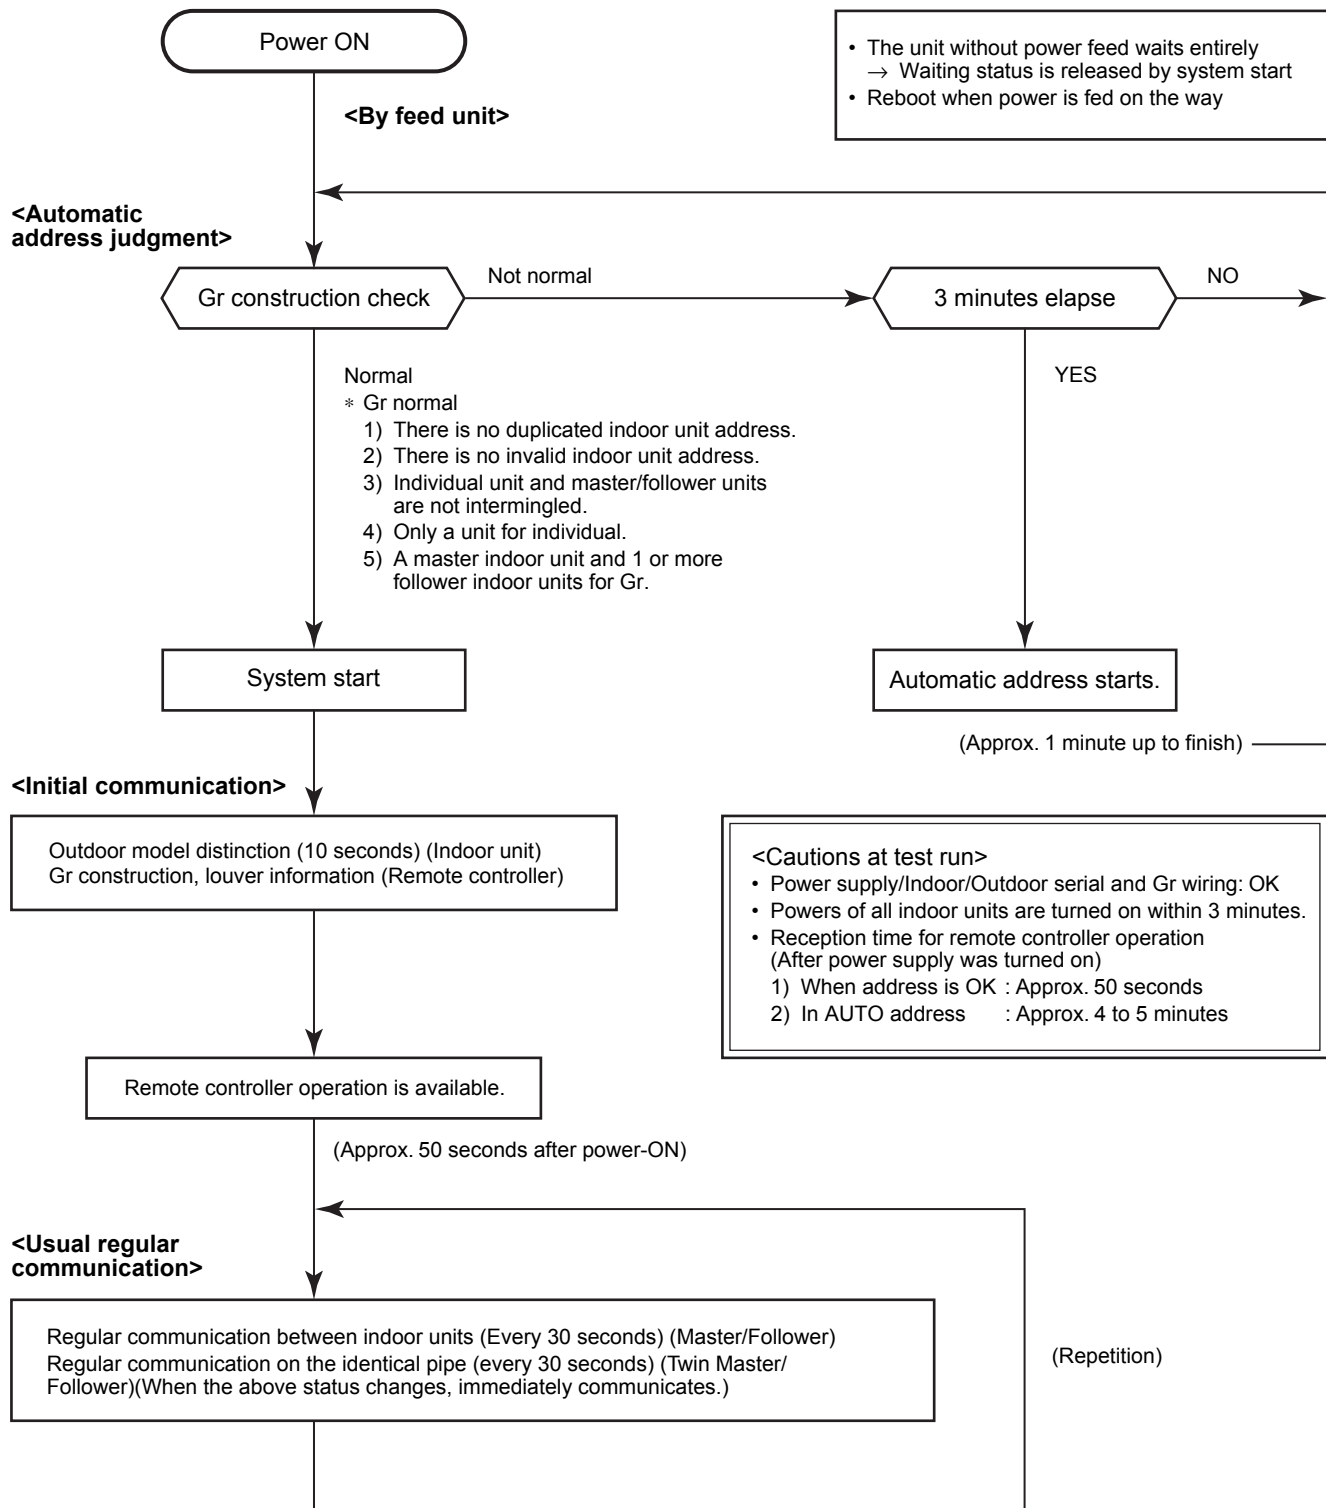 Power ON
• The unit without power feed waits entirely
→ Waiting status is released by system start
• Reboot when power is fed on the way
<By feed unit>
<Automatic
address judgment>
Gr construction check
Not normal
3 minutes elapse
NO
Normal
* Gr normal
1) There is no duplicated indoor unit address.
2) There is no invalid indoor unit address.
3) Individual unit and master/follower units
are not intermingled.
4) Only a unit for individual.
5) A master indoor unit and 1 or more
follower indoor units for Gr.
YES
System start
Automatic address starts.
(Approx. 1 minute up to finish)
<Initial communication>
Outdoor model distinction (10 seconds) (Indoor unit)
Gr construction, louver information (Remote controller)
<Cautions at test run>
• Power supply/Indoor/Outdoor serial and Gr wiring: OK
• Powers of all indoor units are turned on within 3 minutes.
• Reception time for remote controller operation
(After power supply was turned on)
1) When address is OK : Approx. 50 seconds
2) In AUTO address : Approx. 4 to 5 minutes
Remote controller operation is available.
(Approx. 50 seconds after power-ON)
<Usual regular
communication>
Regular communication between indoor units (Every 30 seconds) (Master/Follower)
Regular communication on the identical pipe (every 30 seconds) (Twin Master/
Follower)(When the above status changes, immediately communicates.)
(Repetition)